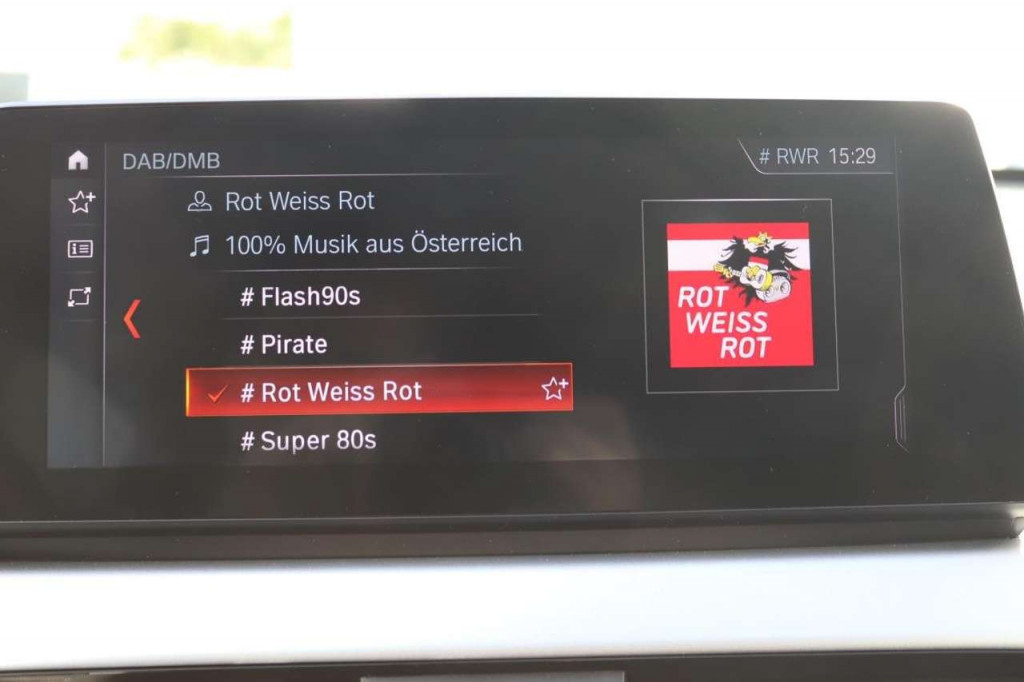 DAB/DMB
# RWR 15:29
Rot Weiss Rot
100% Musik aus Österreich
# Flash90s
# Pirate
# Rot Weiss Rot
# Super 80s
ROT
WEISS
ROT